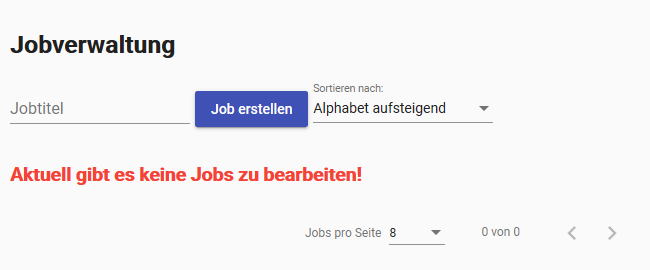 Jobverwaltung
Sortieren nach:
Jobtitel Job erstellen Alphabet aufsteigend
Aktuell gibt es keine Jobs zu bearbeiten!
Jobs pro Seite 8 0 von 0